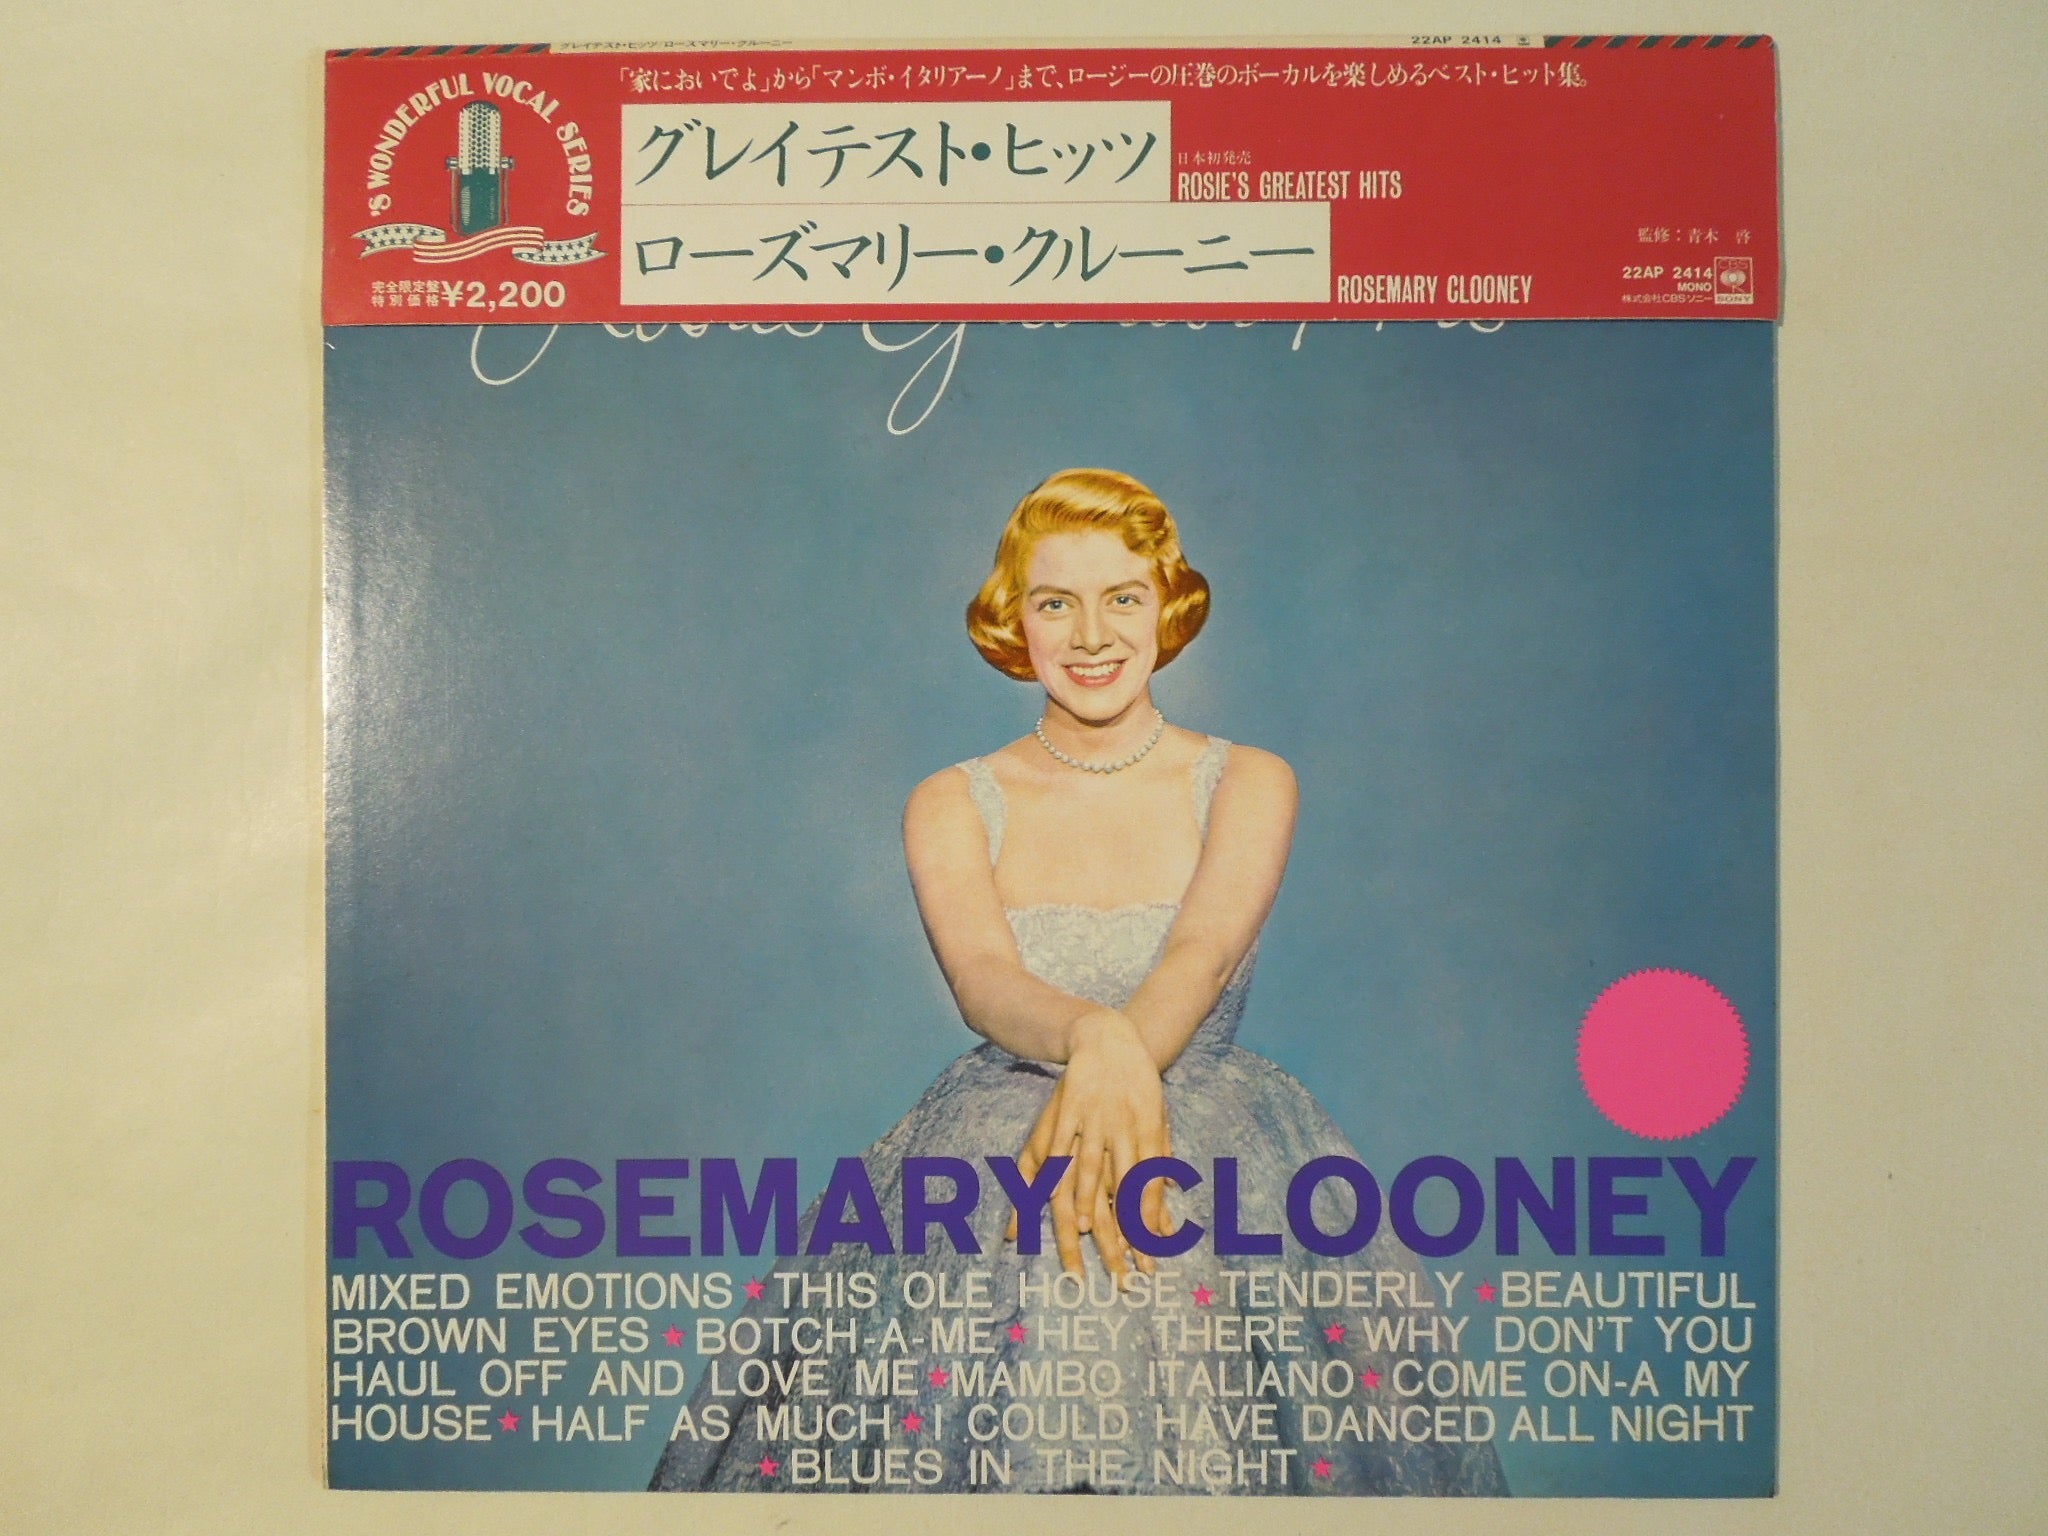 グレイテスト・ヒッツ/ローズマリー・クルーニー
22AP 2414
'S WONDERFUL VOCAL SERIES
「家においでよ」から「マンボ・イタリアーノ」まで、ロージーの圧巻のボーカルを楽しめるベスト・ヒット集。
グレイテスト・ヒッツ
日本初発売
ROSIE'S GREATEST HITS
ローズマリー・クルーニー
ROSEMARY CLOONEY
完全限定盤
特別価格 ¥2,200
監修:青木 啓
22AP 2414
MONO
株式会社CBSソニー
CBS
SONY
ROSEMARY CLOONEY
MIXED EMOTIONS ★ THIS OLE HOUSE ★ TENDERLY ★ BEAUTIFUL
BROWN EYES ★ BOTCH-A-ME ★ HEY THERE ★ WHY DON'T YOU
HAUL OFF AND LOVE ME ★ MAMBO ITALIANO ★ COME ON-A MY
HOUSE ★ HALF AS MUCH ★ I COULD HAVE DANCED ALL NIGHT
★ BLUES IN THE NIGHT ★